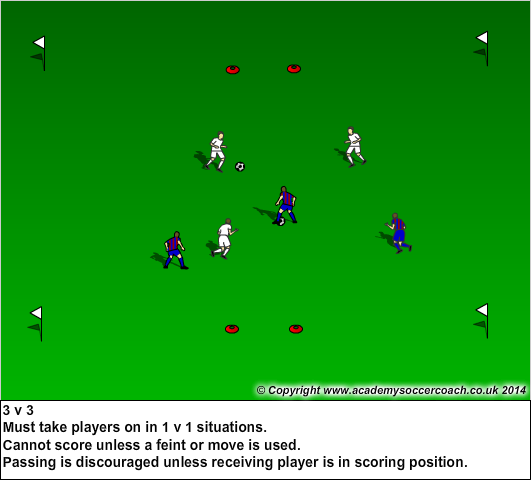 © Copyright www.academysoccercoach.co.uk 2014
3 v 3
Must take players on in 1 v 1 situations.
Cannot score unless a feint or move is used.
Passing is discouraged unless receiving player is in scoring position.